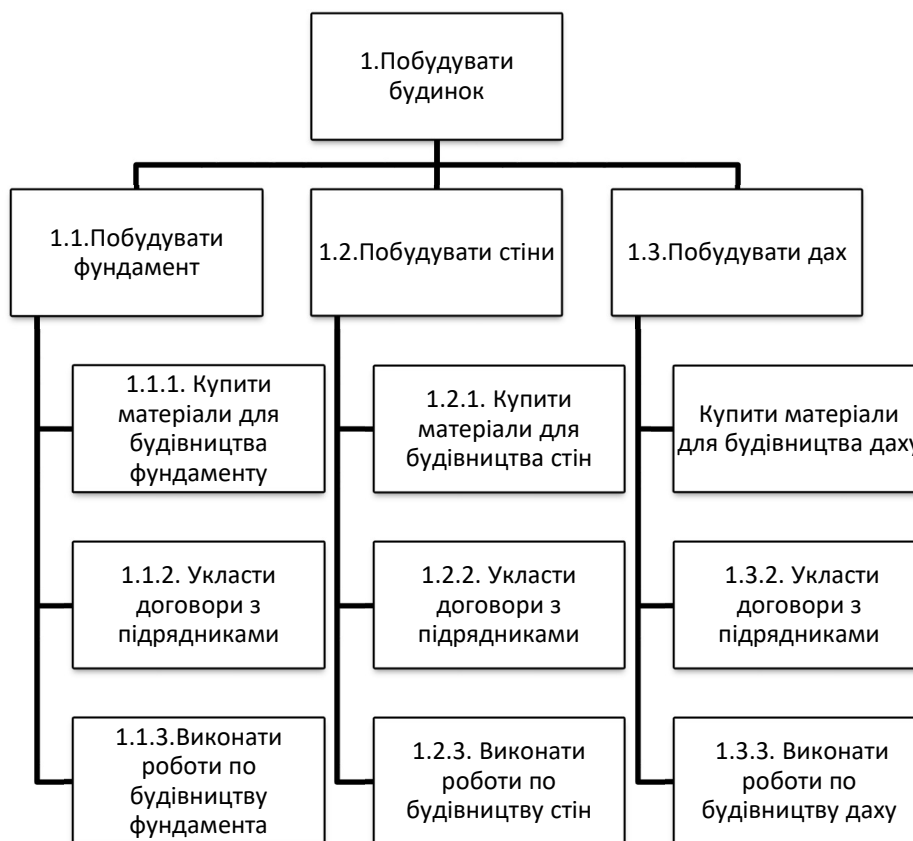 1.Побудувати
будинок
1.1.Побудувати
фундамент
1.2.Побудувати стіни
1.3.Побудувати дах
1.1.1. Купити
матеріали для
будівництва
фундаменту
1.2.1. Купити
матеріали для
будівництва стін
Купити матеріали
для будівництва даху
1.1.2. Укласти
договори з
підрядниками
1.2.2. Укласти
договори з
підрядниками
1.3.2. Укласти
договори з
підрядниками
1.1.3.Виконати
роботи по
будівництву
фундамента
1.2.3. Виконати
роботи по
будівництву стін
1.3.3. Виконати
роботи по
будівництву даху